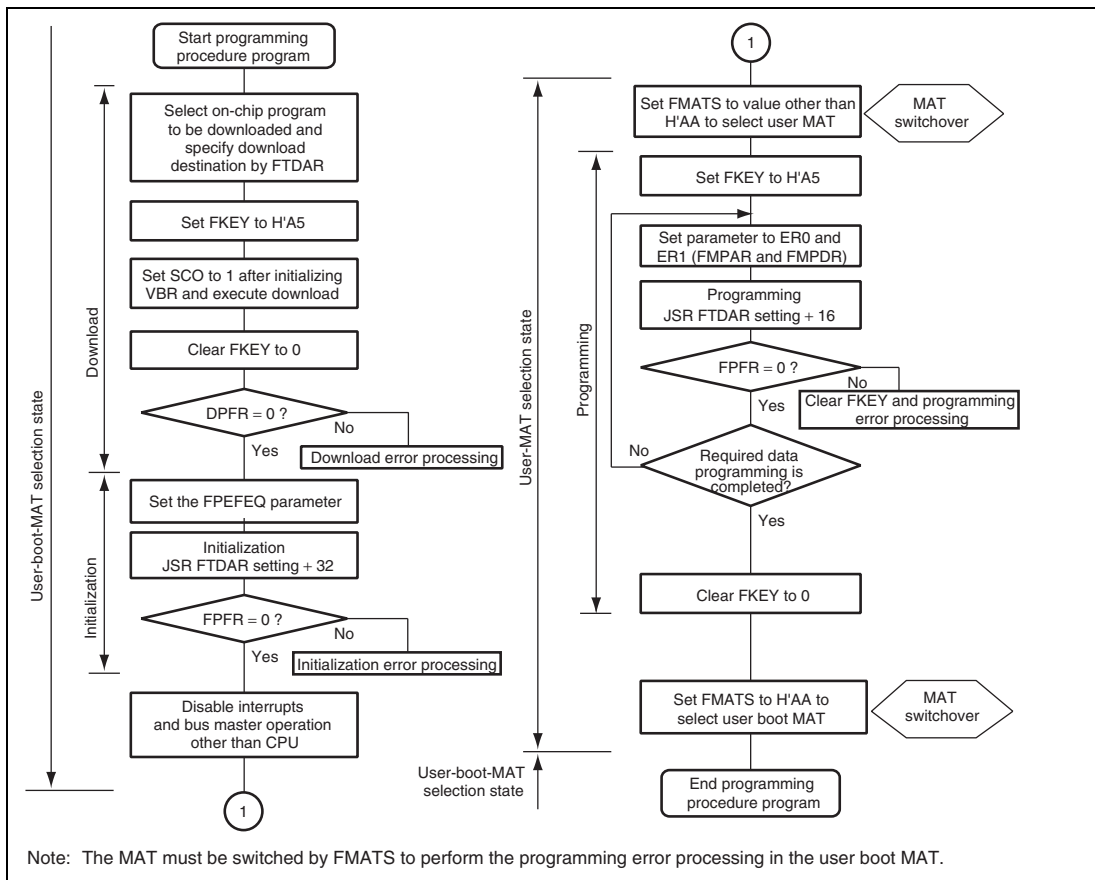 Start programming
procedure program
Select on-chip program
to be downloaded and
specify download
destination by FTDAR
Set FKEY to H'A5
Set SCO to 1 after initializing
VBR and execute download
Clear FKEY to 0
DPFR = 0 ?
No
Yes
Download error processing
Set the FPEFEQ parameter
Initialization
JSR FTDAR setting + 32
FPFR = 0 ?
No
Yes
Initialization error processing
Disable interrupts
and bus master operation
other than CPU
1
Download
Initialization
User-boot-MAT selection state
1
Set FMATS to value other than
H'AA to select user MAT
MAT
switchover
Set FKEY to H'A5
Set parameter to ER0 and
ER1 (FMPAR and FMPDR)
Programming
JSR FTDAR setting + 16
FPFR = 0 ?
No
Yes
Clear FKEY and programming
error processing
No
Required data
programming is
completed?
Yes
Clear FKEY to 0
Set FMATS to H'AA to
select user boot MAT
MAT
switchover
End programming
procedure program
Programming
User-MAT selection state
User-boot-MAT
selection state
Note: The MAT must be switched by FMATS to perform the programming error processing in the user boot MAT.